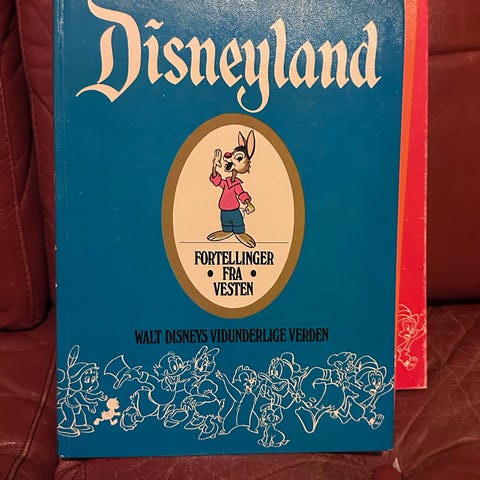 Disneyland
FORTELLINGER
• FRA •
VESTEN
WALT DISNEYS VIDUNDERLIGE VERDEN